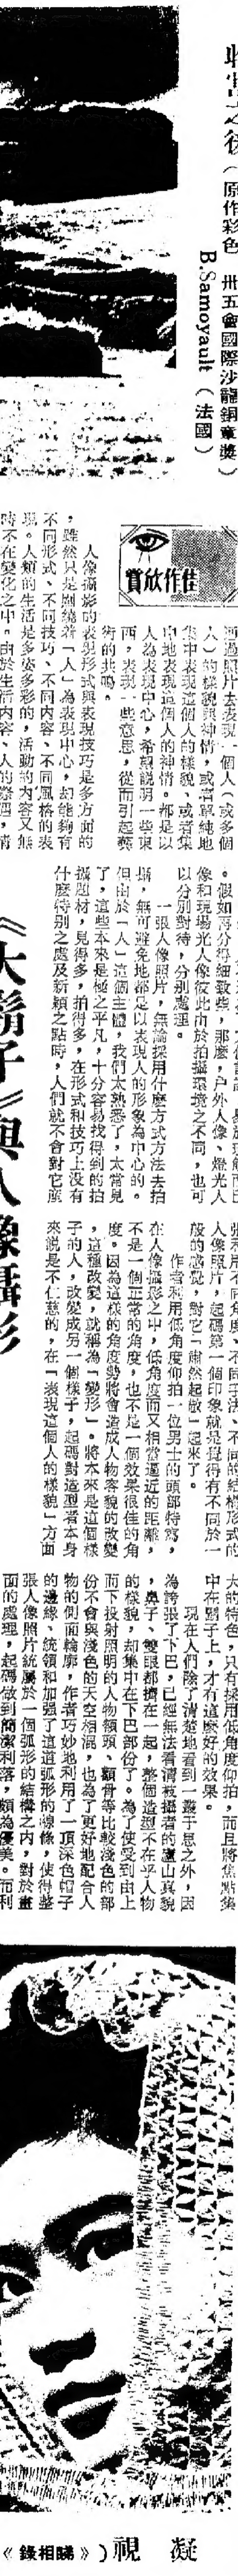 收割之後（原作彩色 卅五會國際沙龍銅章獎）
B.Samoyault（法國）
佳作欣賞
《大鬍子》與人像攝影
通過照片去表現一個人（或多個
人）的樣貌與神情，或者單純地
集中表現這個人的樣貌、或者集
中地表現這個人的神情。都是以
人為表現中心，希望說明一些東
西，表現一些意思，從而引起藝
術的共鳴。
人像攝影的表現形式與表現技巧是多方面的
，雖然只是圍繞着「人」為表現中心，却能夠有
不同形式、不同技巧、不同內容、不同風格的表
現。人類的生活是多姿多彩的，活動的內容又無
時不在變化之中。由於生活內容、人的際遇，情
。假如再分得細致些，那麼，戶外人像、燈光人
像和現場光人像彼此由於拍攝環境之不同，也可
以分別對待，分別處理。
一張人像照片，無論採用什麼方式方法去拍
攝，無可避免地都是以表現人的形象為中心的。
但由於「人」這個主體，我們太熟悉了，太常見
了，這些本來是極之平凡，十分容易找得到的拍
攝題材，見得多，拍得多，在形式和技巧上沒有
什麼特別之處及新穎之點時，人們就不會對它產
張利用不同角度、不同手法、不同的結構形式的
人像照片，起碼第一個印象就是覺得有不同於一
般的感覺，對它「肅然起敬」起來了。
作者利用低角度仰拍一位男士的頭部特寫，
在人像攝影之中，低角度而又相當逼近的距離，
不是一個正常的角度，也不是一個效果很佳的角
度。因為這樣的角度勢將會造成人物容貌的改變
，這種改變，就稱為「變形」。將本來是這個樣
子的人，改變成另一個樣子，起碼對造型者本身
來說是不仁慈的，在「表現這個人的樣貌」方面
大的特色，只有採用低角度仰拍，而且將焦點集
中在鬍子上，才有這麼好的效果。
現在人們除了清楚地看到一叢于思之外，因
為誇張了下巴，已經無法看清被攝者的廬山真貌
，鼻子、雙眼都擠在一起，整個造型不在乎人物
的樣貌，却集中在下巴部份了。為了使受到由上
而下投射照明的人物額頭、顴骨等比較淺色的部
份不會與淺色的天空相混，也為了更好地配合人
物的側面輪廓，作者巧妙地利用了一頂深色帽子
的邊緣、統領和加强了這道弧形的線條，使得整
張人像照片統屬於一個弧形的結構之內，對於畫
面的處理，起碼做到簡潔利落，頗為優美。而利
凝視
（《錄相睇》